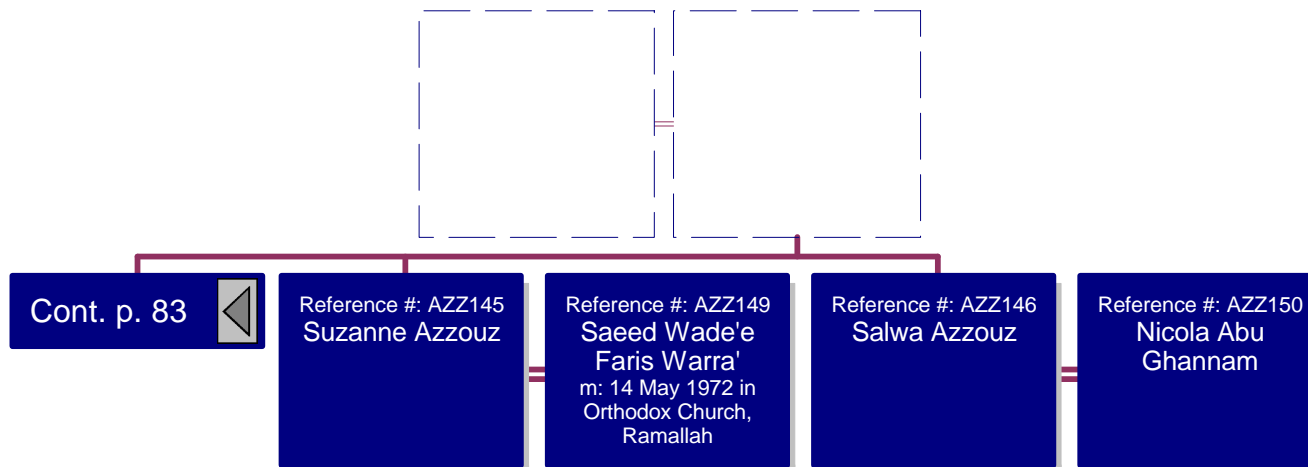 Cont. p. 83
Reference #: AZZ145
Suzanne Azzouz
Reference #: AZZ149
Saeed Wade'e
Faris Warra'
m: 14 May 1972 in
Orthodox Church,
Ramallah
Reference #: AZZ146
Salwa Azzouz
Reference #: AZZ150
Nicola Abu
Ghannam